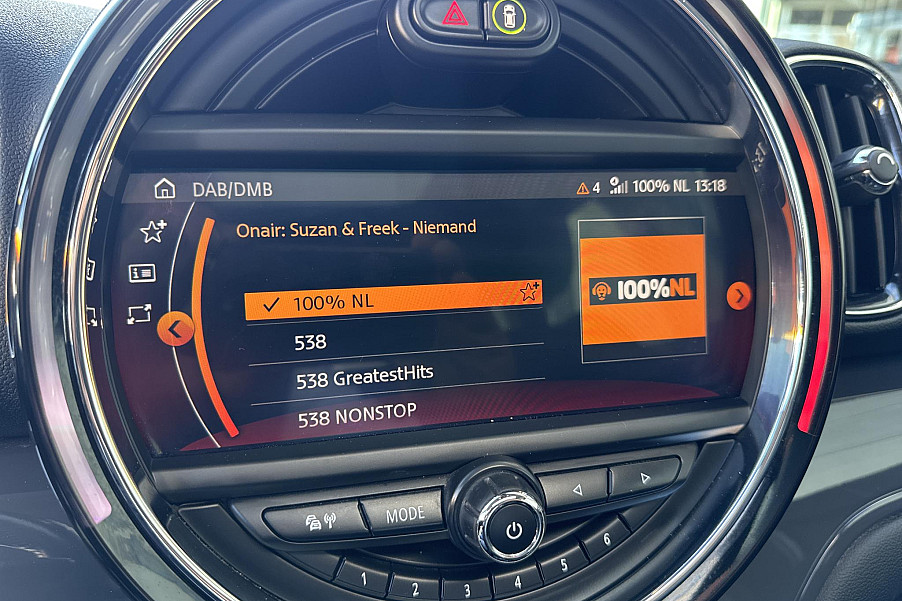 DAB/DMB
4 100% NL 13:18
Onair: Suzan & Freek - Niemand
100% NL
538
538 GreatestHits
538 NONSTOP
100%NL
MODE
1 2 3 4 5 6